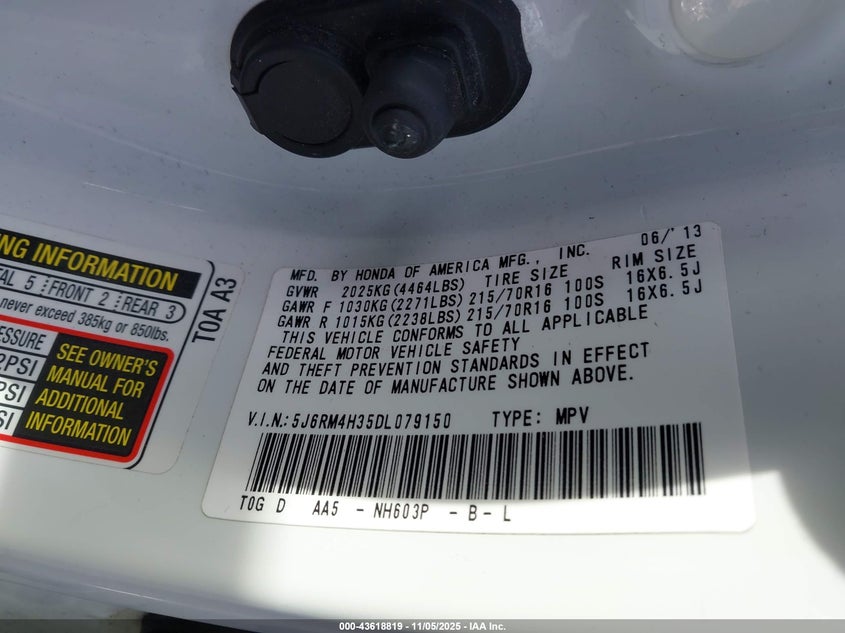 NG INFORMATION
TAL 5 FRONT 2 REAR 3
never exceed 385kg or 850lbs.
ESSURE
2PSI
PSI
SI
SEE OWNER'S
MANUAL FOR
ADDITIONAL
INFORMATION
T0A A3
MFD. BY HONDA OF AMERICA MFG., INC. 06/'13
GVWR 2025KG(4464LBS) TIRE SIZE RIM SIZE
GAWR F 1030KG(2271LBS) 215/70R16 100S 16X6.5J
GAWR R 1015KG(2238LBS) 215/70R16 100S 16X6.5J
THIS VEHICLE CONFORMS TO ALL APPLICABLE
FEDERAL MOTOR VEHICLE SAFETY
AND THEFT PREVENTION STANDARDS IN EFFECT
ON THE DATE OF MANUFACTURE SHOWN ABOVE.
V.I.N.: 5J6RM4H35DL079150 TYPE: MPV
T0G D AA5 - NH603P - B - L
000-43618819 - 11/05/2025 - IAA Inc.